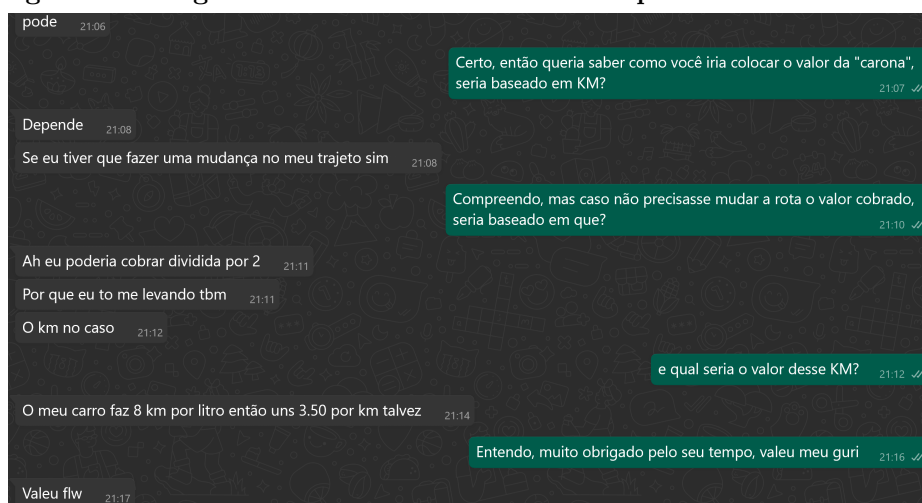 pode 21:06
Certo, então queria saber como você iria colocar o valor da "carona",
seria baseado em KM? 21:07
Depende 21:08
Se eu tiver que fazer uma mudança no meu trajeto sim 21:08
Compreendo, mas caso não precisasse mudar a rota o valor cobrado,
seria baseado em que? 21:10
Ah eu poderia cobrar dividida por 2 21:11
Por que eu to me levando tbm 21:11
O km no caso 21:12
e qual seria o valor desse KM? 21:12
O meu carro faz 8 km por litro então uns 3.50 por km talvez 21:14
Entendo, muito obrigado pelo seu tempo, valeu meu guri 21:16
Valeu flw 21:17